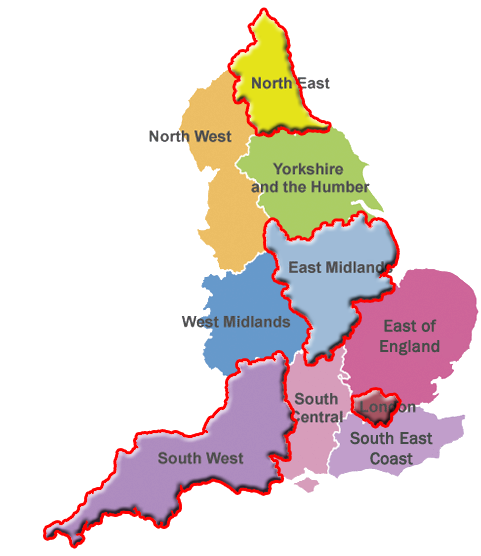 North East
North West
Yorkshire
and the Humber
East Midland
West Midlands
East of
England
South
Central
London
South East
Coast
South West